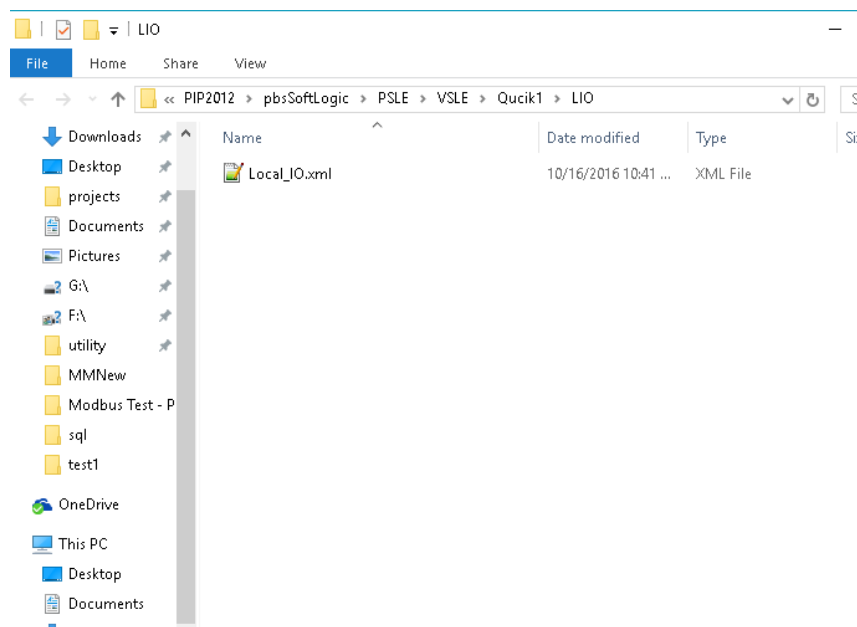 LIO
File Home Share View
« PIP2012 > pbsSoftLogic > PSLE > VSLE > Qucik1 > LIO
Name Date modified Type
Local_IO.xml 10/16/2016 10:41 ... XML File
Downloads
Desktop
projects
Documents
Pictures
G:\
F:\
utility
MMNew
Modbus Test - P
sql
test1
OneDrive
This PC
Desktop
Documents